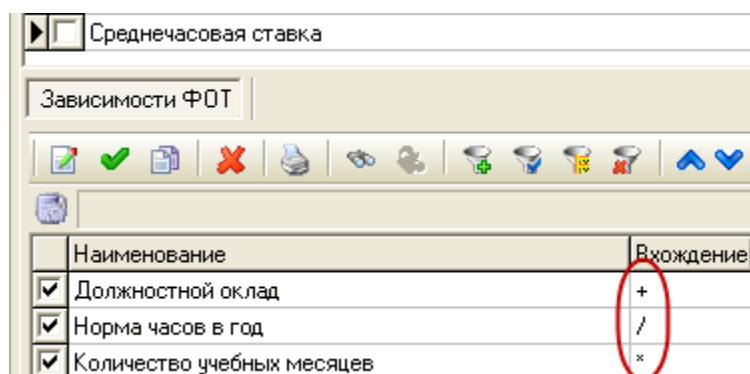 Среднечасовая ставка
Зависимости ФОТ
Наименование Вхождение
Должностной оклад +
Норма часов в год /
Количество учебных месяцев *